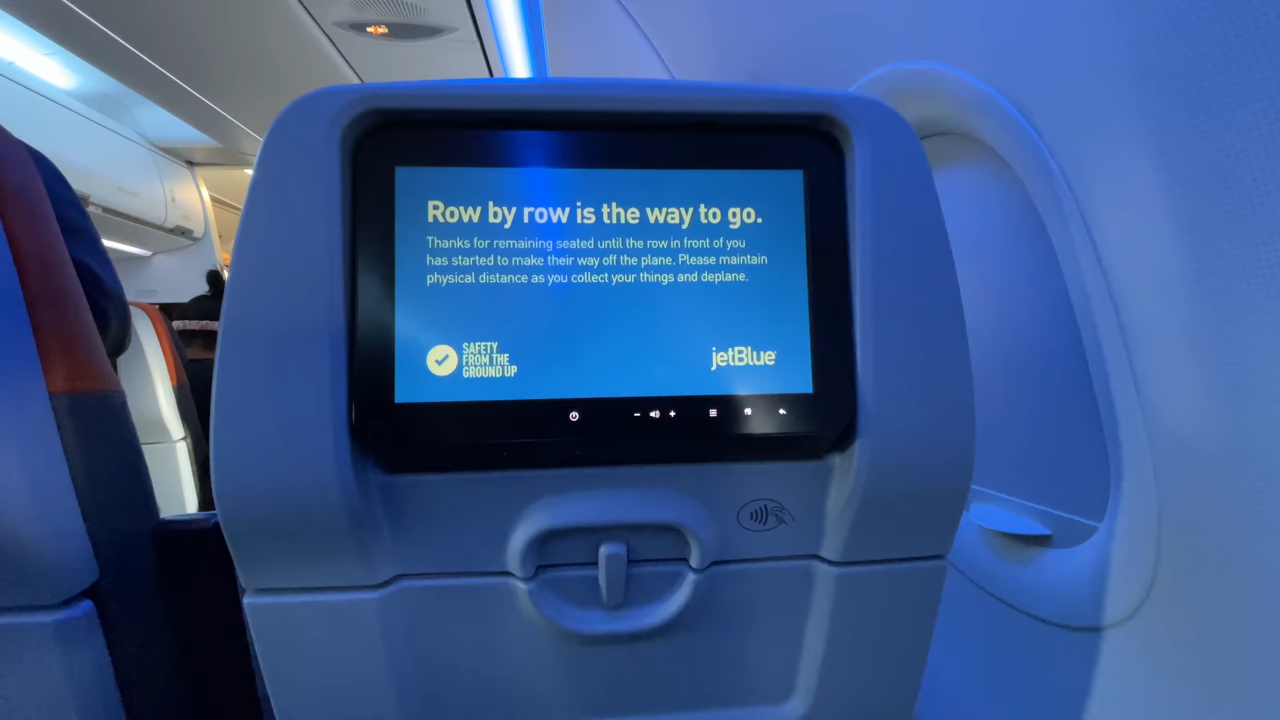 Row by row is the way to go.
Thanks for remaining seated until the row in front of you
has started to make their way off the plane. Please maintain
physical distance as you collect your things and deplane.
SAFETY
FROM THE
GROUND UP
jetBlue